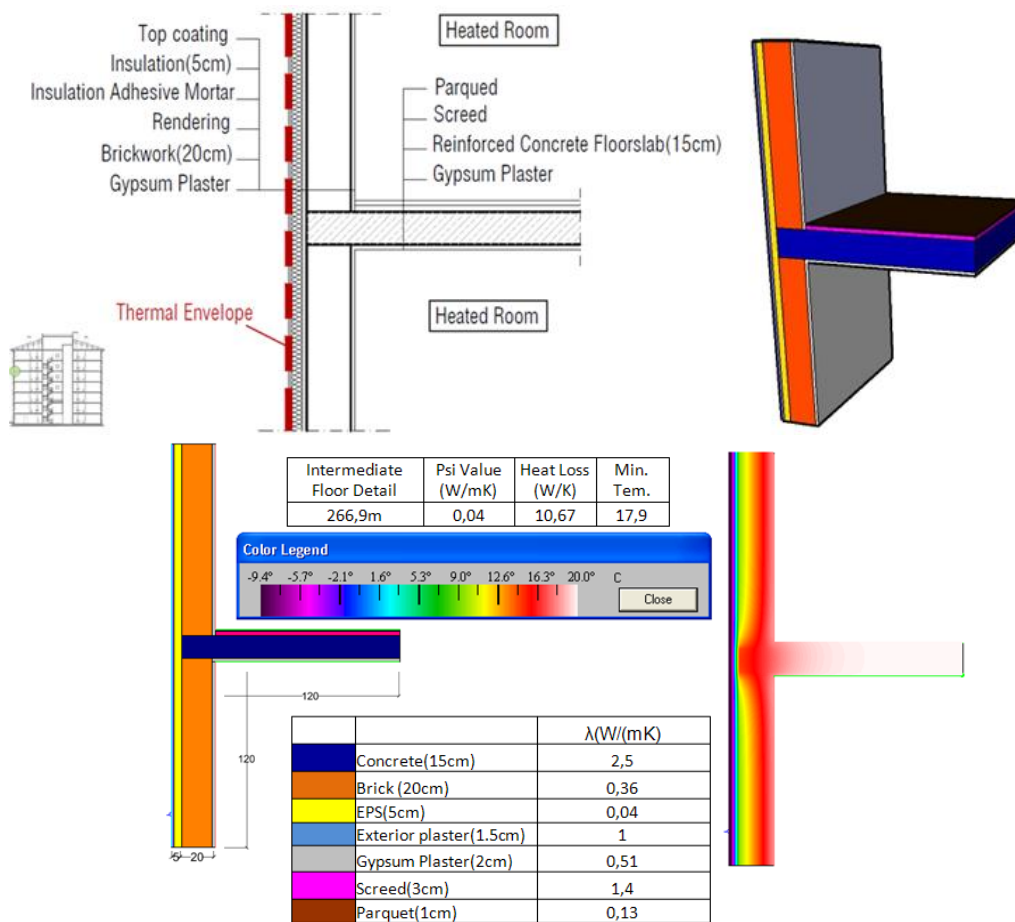 Top coating
Insulation(5cm)
Insulation Adhesive Mortar
Rendering
Brickwork(20cm)
Gypsum Plaster
Heated Room
Parqued
Screed
Reinforced Concrete Floorslab(15cm)
Gypsum Plaster
Thermal Envelope
Heated Room
Intermediate Floor Detail
Psi Value (W/mK)
Heat Loss (W/K)
Min. Tem.
266,9m 0,04 10,67 17,9
Color Legend
-9.4° -5.7° -2.1° 1.6° 5.3° 9.0° 12.6° 16.3° 20.0° C
Close
120
120
5 20
λ(W/(mK)
Concrete(15cm) 2,5
Brick (20cm) 0,36
EPS(5cm) 0,04
Exterior plaster(1.5cm) 1
Gypsum Plaster(2cm) 0,51
Screed(3cm) 1,4
Parquet(1cm) 0,13